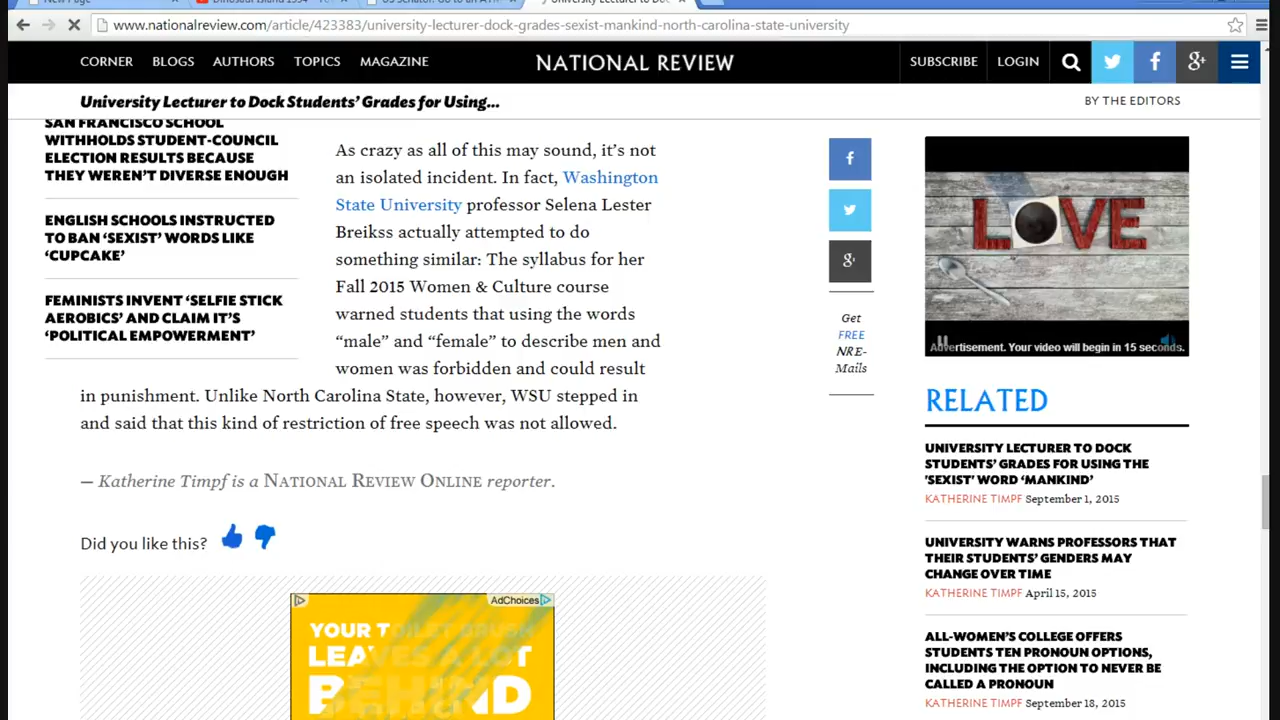 New Page
Dinosaur Island 1994
www.nationalreview.com/article/423383/university-lecturer-dock-grades-sexist-mankind-north-carolina-state-university
CORNER BLOGS AUTHORS TOPICS MAGAZINE NATIONAL REVIEW SUBSCRIBE LOGIN
University Lecturer to Dock Students' Grades for Using...
BY THE EDITORS
SAN FRANCISCO SCHOOL
WITHHOLDS STUDENT-COUNCIL
ELECTION RESULTS BECAUSE
THEY WEREN'T DIVERSE ENOUGH
ENGLISH SCHOOLS INSTRUCTED
TO BAN 'SEXIST' WORDS LIKE
'CUPCAKE'
FEMINISTS INVENT 'SELFIE STICK
AEROBICS' AND CLAIM IT'S
'POLITICAL EMPOWERMENT'
As crazy as all of this may sound, it's not
an isolated incident. In fact, Washington
State University professor Selena Lester
Breikss actually attempted to do
something similar: The syllabus for her
Fall 2015 Women & Culture course
warned students that using the words
“male” and “female” to describe men and
women was forbidden and could result
in punishment. Unlike North Carolina State, however, WSU stepped in
and said that this kind of restriction of free speech was not allowed.
— Katherine Timpf is a NATIONAL REVIEW ONLINE reporter.
Did you like this?
AdChoices
YOUR TOILET BRUSH
LEAVES A LOT
BEHIND
Get
FREE
NRE-
Mails
LOVE
Advertisement. Your video will begin in 15 seconds.
RELATED
UNIVERSITY LECTURER TO DOCK
STUDENTS' GRADES FOR USING THE
'SEXIST' WORD 'MANKIND'
KATHERINE TIMPF September 1, 2015
UNIVERSITY WARNS PROFESSORS THAT
THEIR STUDENTS' GENDERS MAY
CHANGE OVER TIME
KATHERINE TIMPF April 15, 2015
ALL-WOMEN'S COLLEGE OFFERS
STUDENTS TEN PRONOUN OPTIONS,
INCLUDING THE OPTION TO NEVER BE
CALLED A PRONOUN
KATHERINE TIMPF September 18, 2015